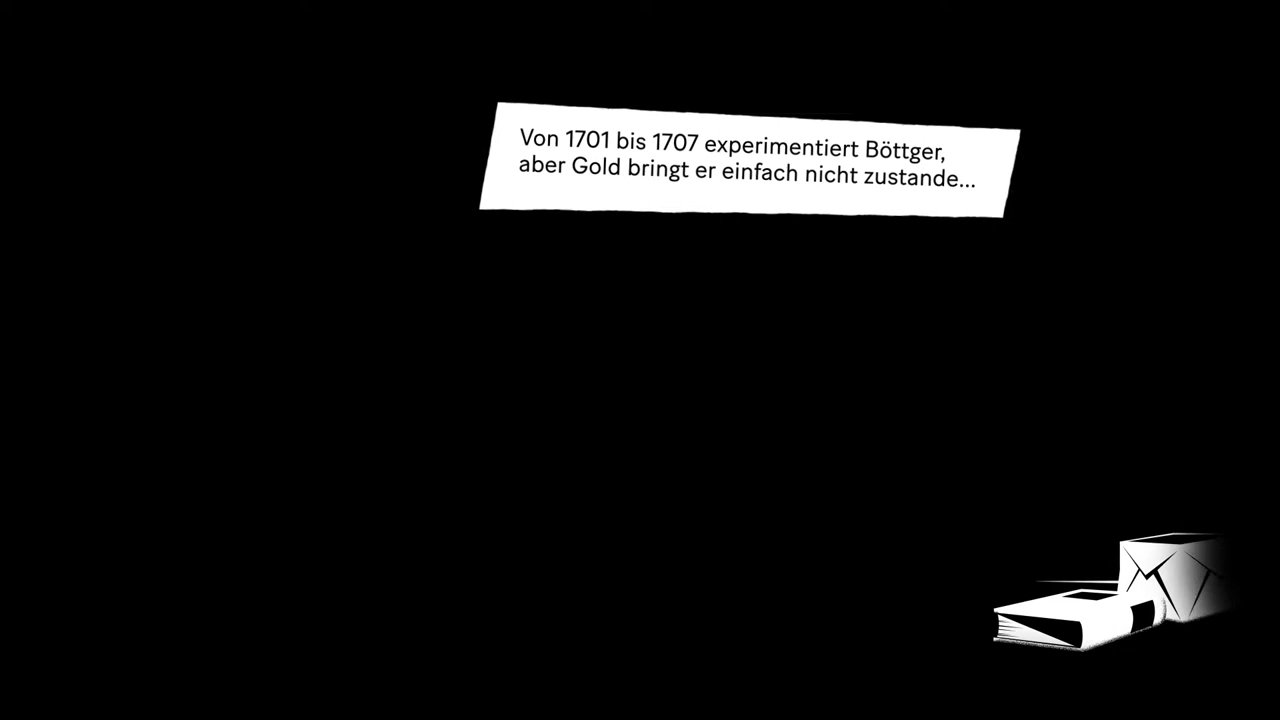 Von 1701 bis 1707 experimentiert Böttger,
aber Gold bringt er einfach nicht zustande...